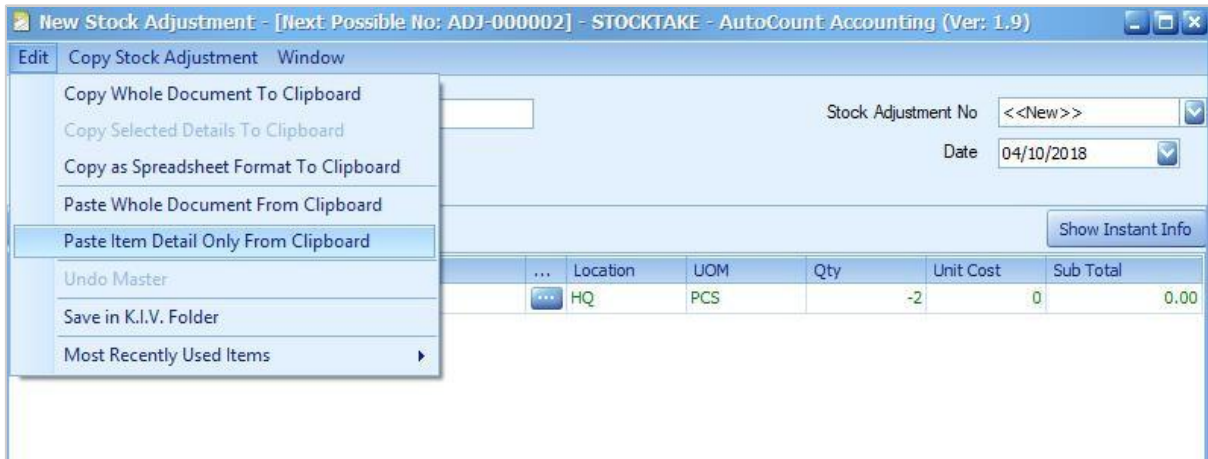 New Stock Adjustment - [Next Possible No: ADJ-000002] - STOCKTAKE - AutoCount Accounting (Ver: 1.9)
Edit Copy Stock Adjustment Window
Copy Whole Document To Clipboard
Copy Selected Details To Clipboard
Copy as Spreadsheet Format To Clipboard
Paste Whole Document From Clipboard
Paste Item Detail Only From Clipboard
Undo Master
Save in K.I.V. Folder
Most Recently Used Items
Stock Adjustment No <<New>>
Date 04/10/2018
Show Instant Info
... Location UOM Qty Unit Cost Sub Total
... HQ PCS -2 0 0.00